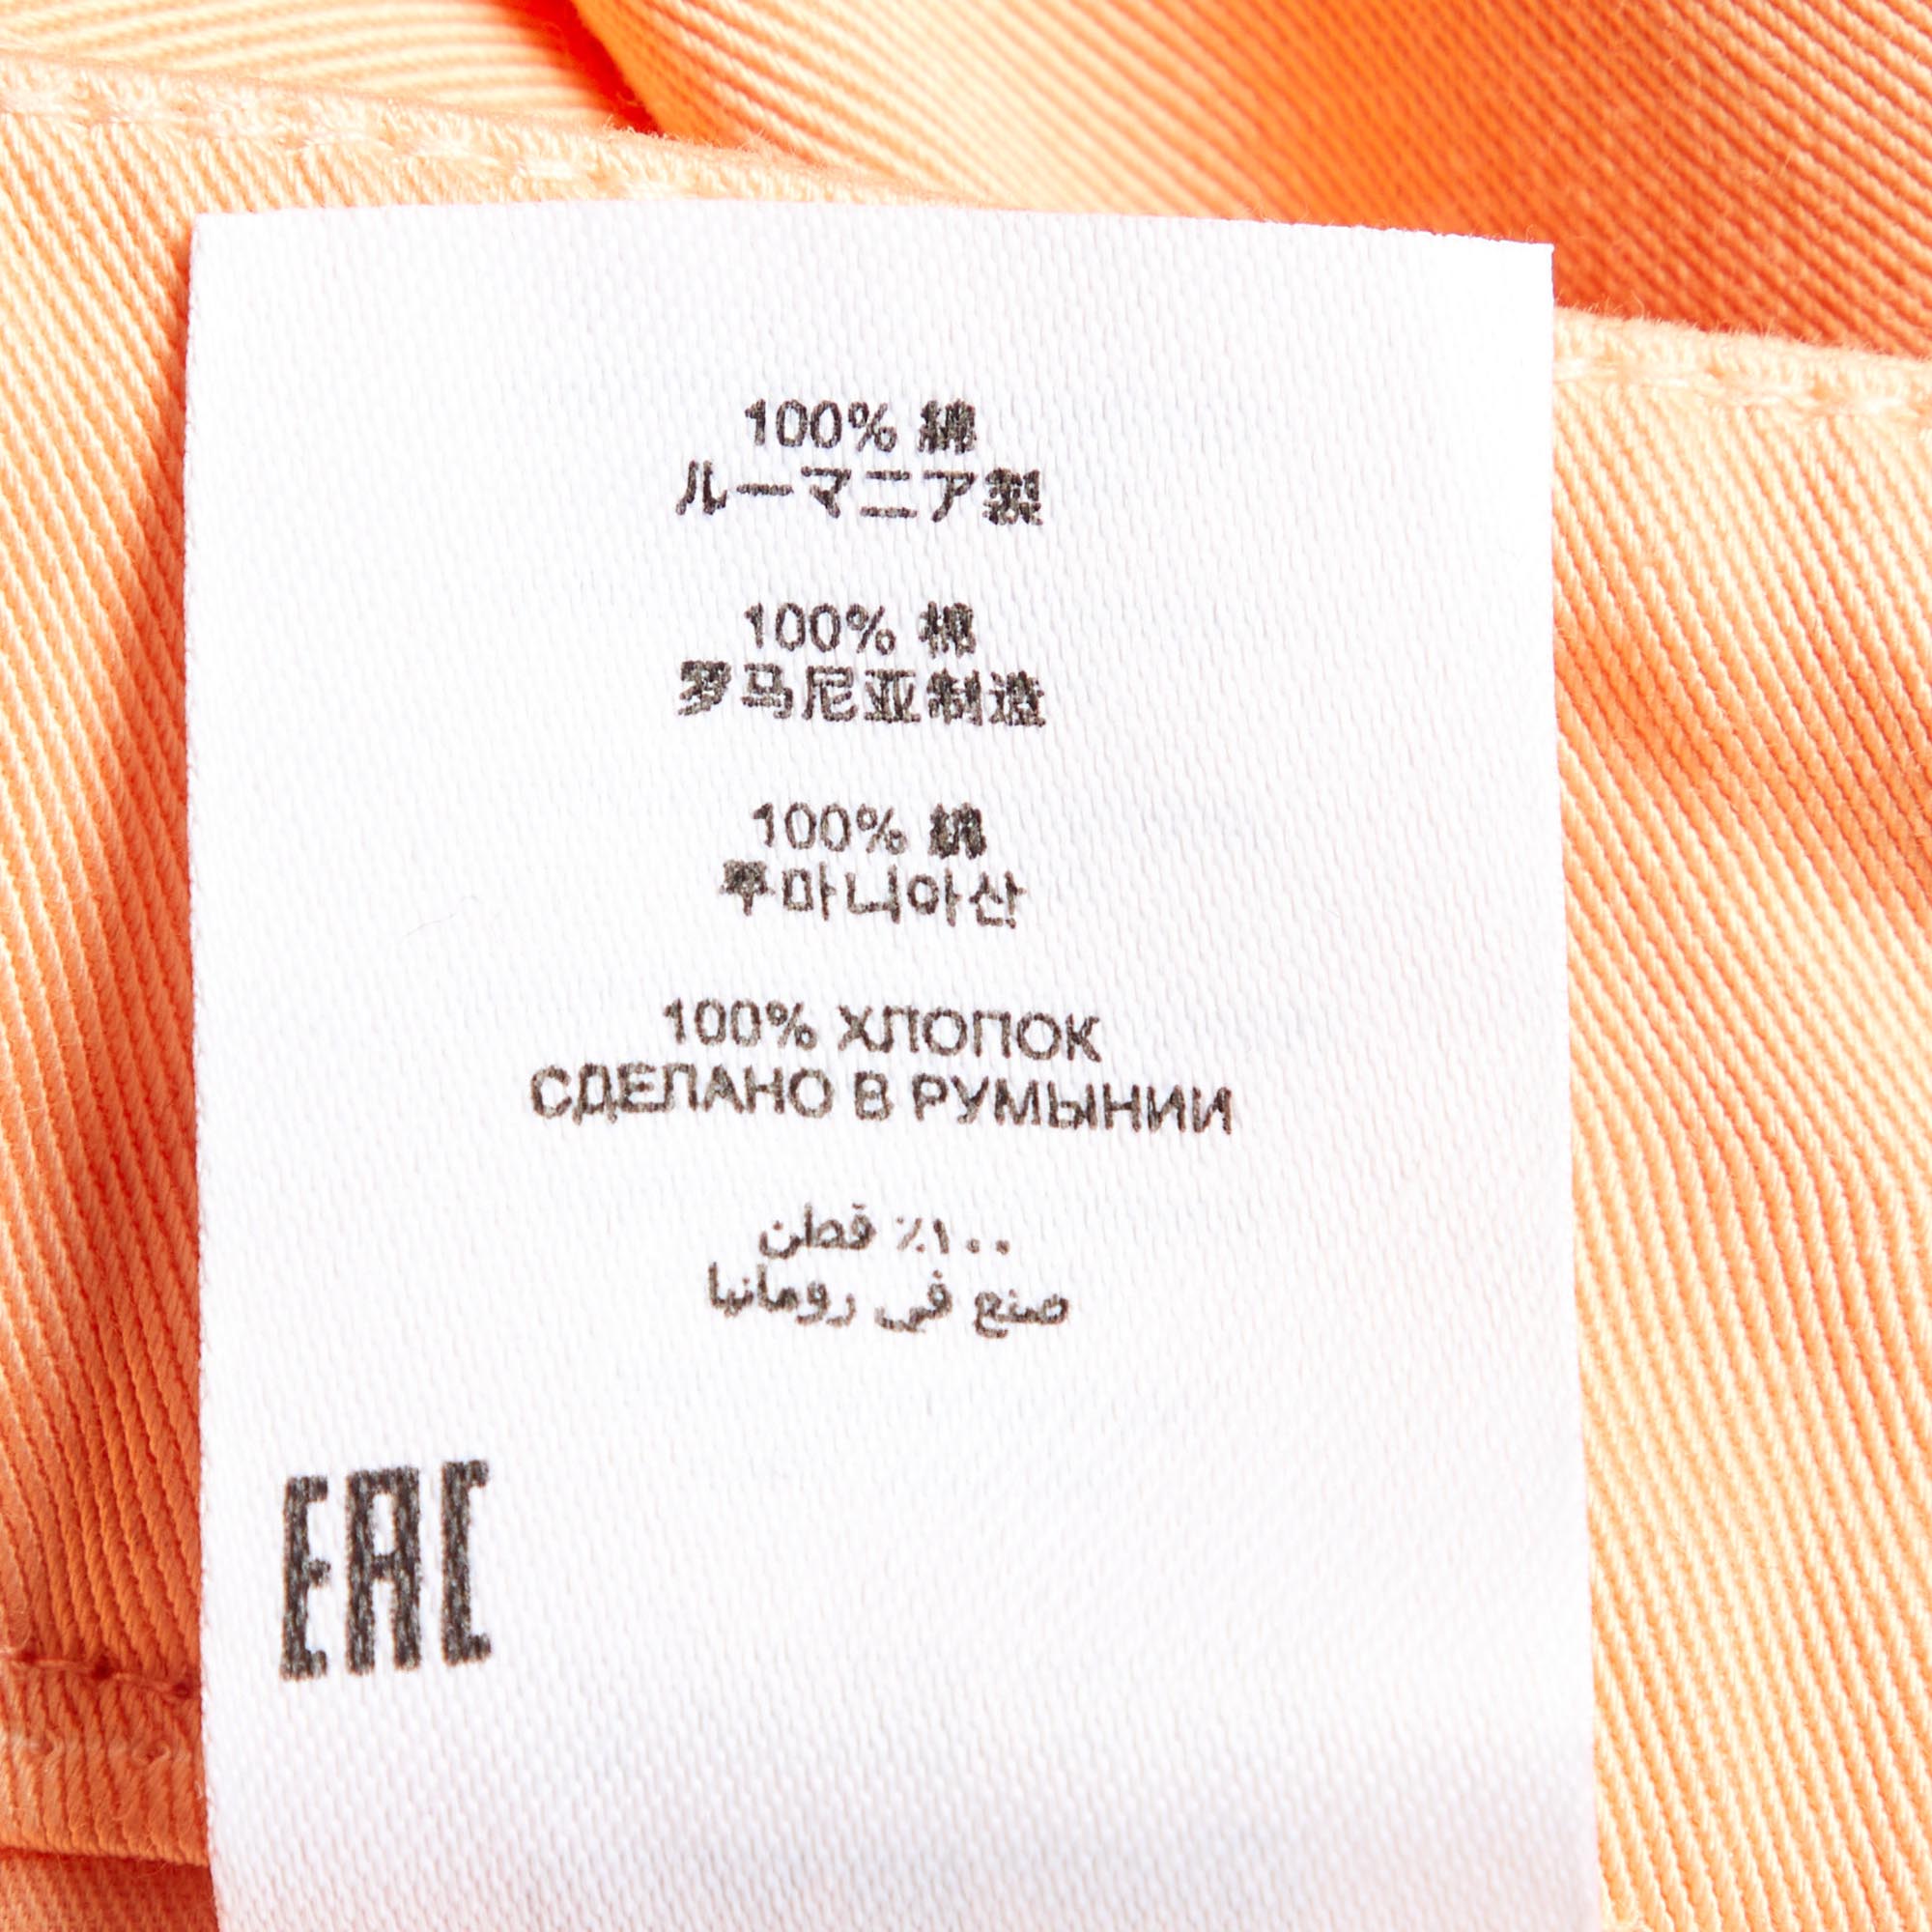 100% 綿
ルーマニア製
100% 棉
罗马尼亚制造
100% 綿
루마니아산
100% ХЛОПОК
СДЕЛАНО В РУМЫНИИ
١٠٠٪ قطن
صنع في رومانيا
EAC